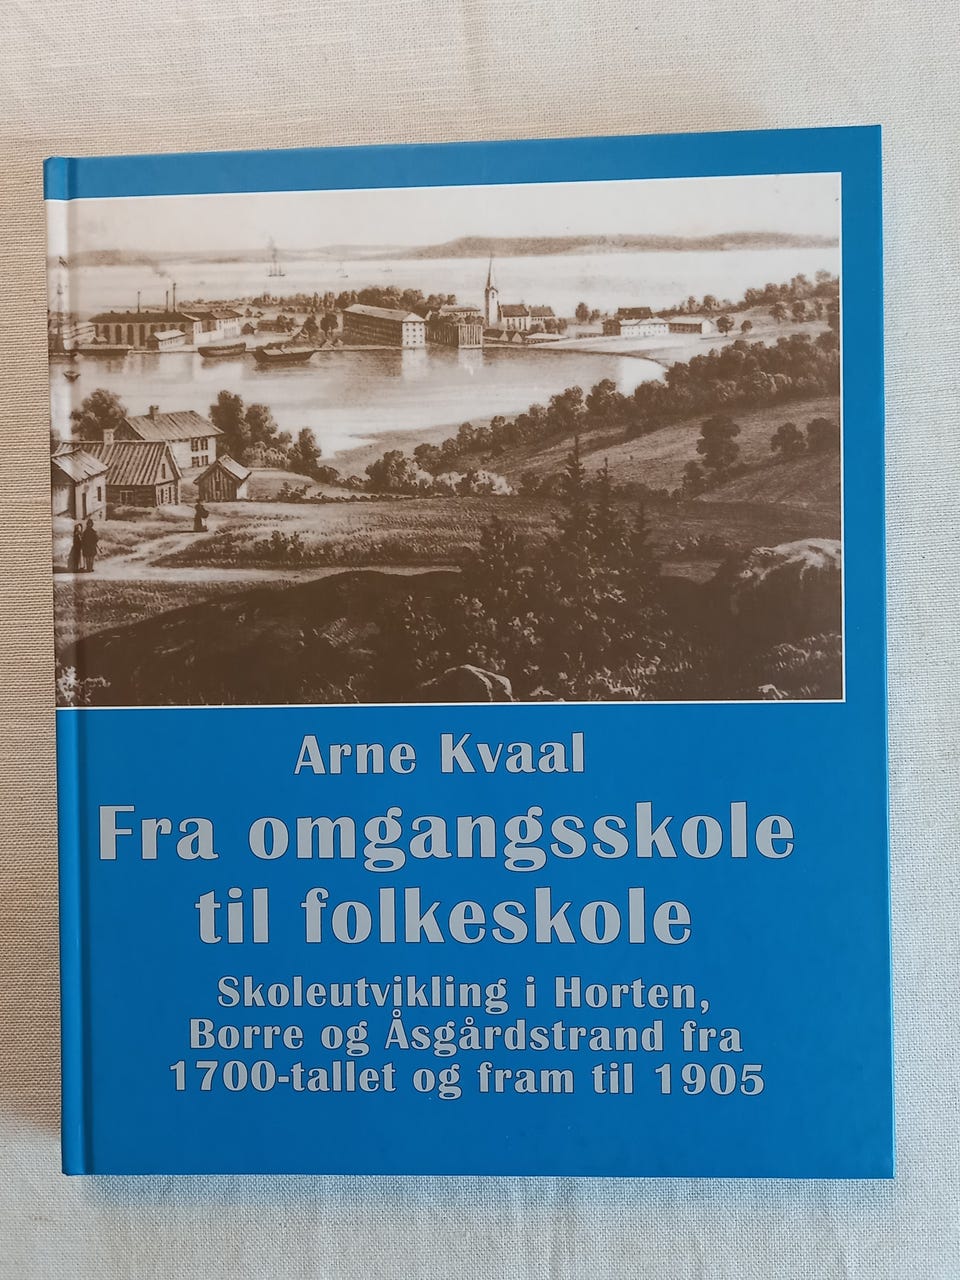 Arne Kvaal
Fra omgangsskole
til folkeskole
Skoleutvikling i Horten,
Borre og Åsgårdstrand fra
1700-tallet og fram til 1905